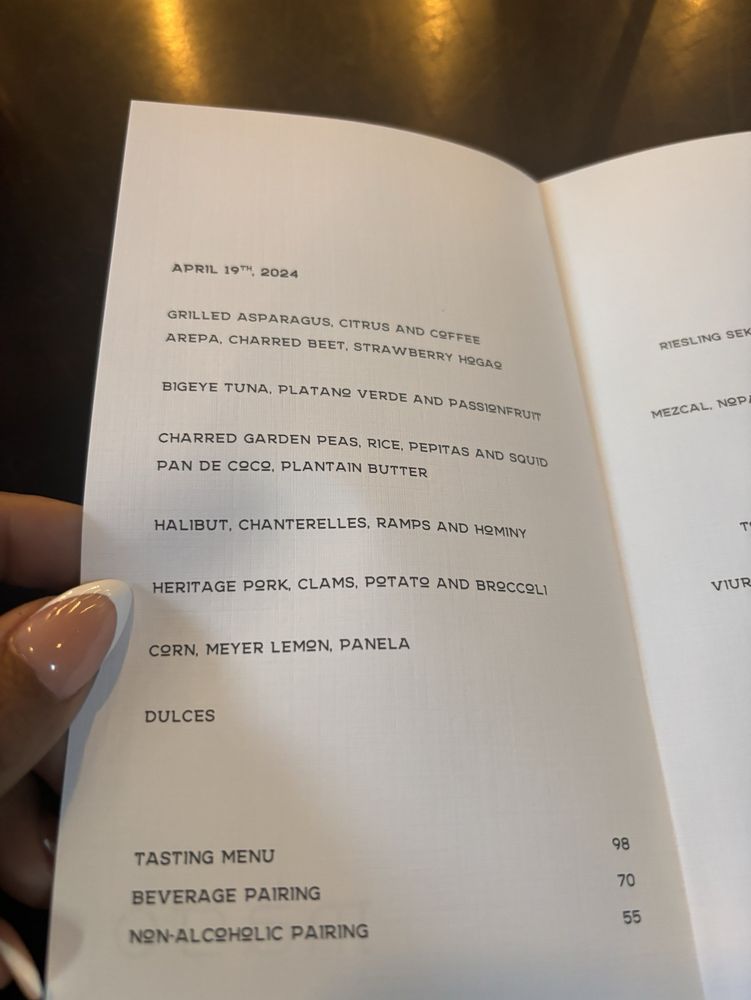 APRIL 19TH, 2024
GRILLED ASPARAGUS, CITRUS AND COFFEE
AREPA, CHARRED BEET, STRAWBERRY HOGAO
BIGEYE TUNA, PLATANO VERDE AND PASSIONFRUIT
CHARRED GARDEN PEAS, RICE, PEPITAS AND SQUID
PAN DE COCO, PLANTAIN BUTTER
HALIBUT, CHANTERELLES, RAMPS AND HOMINY
HERITAGE PORK, CLAMS, POTATO AND BROCCOLI
CORN, MEYER LEMON, PANELA
DULCES
TASTING MENU 98
BEVERAGE PAIRING 70
NON-ALCOHOLIC PAIRING 55
RIESLING
MEZCAL,